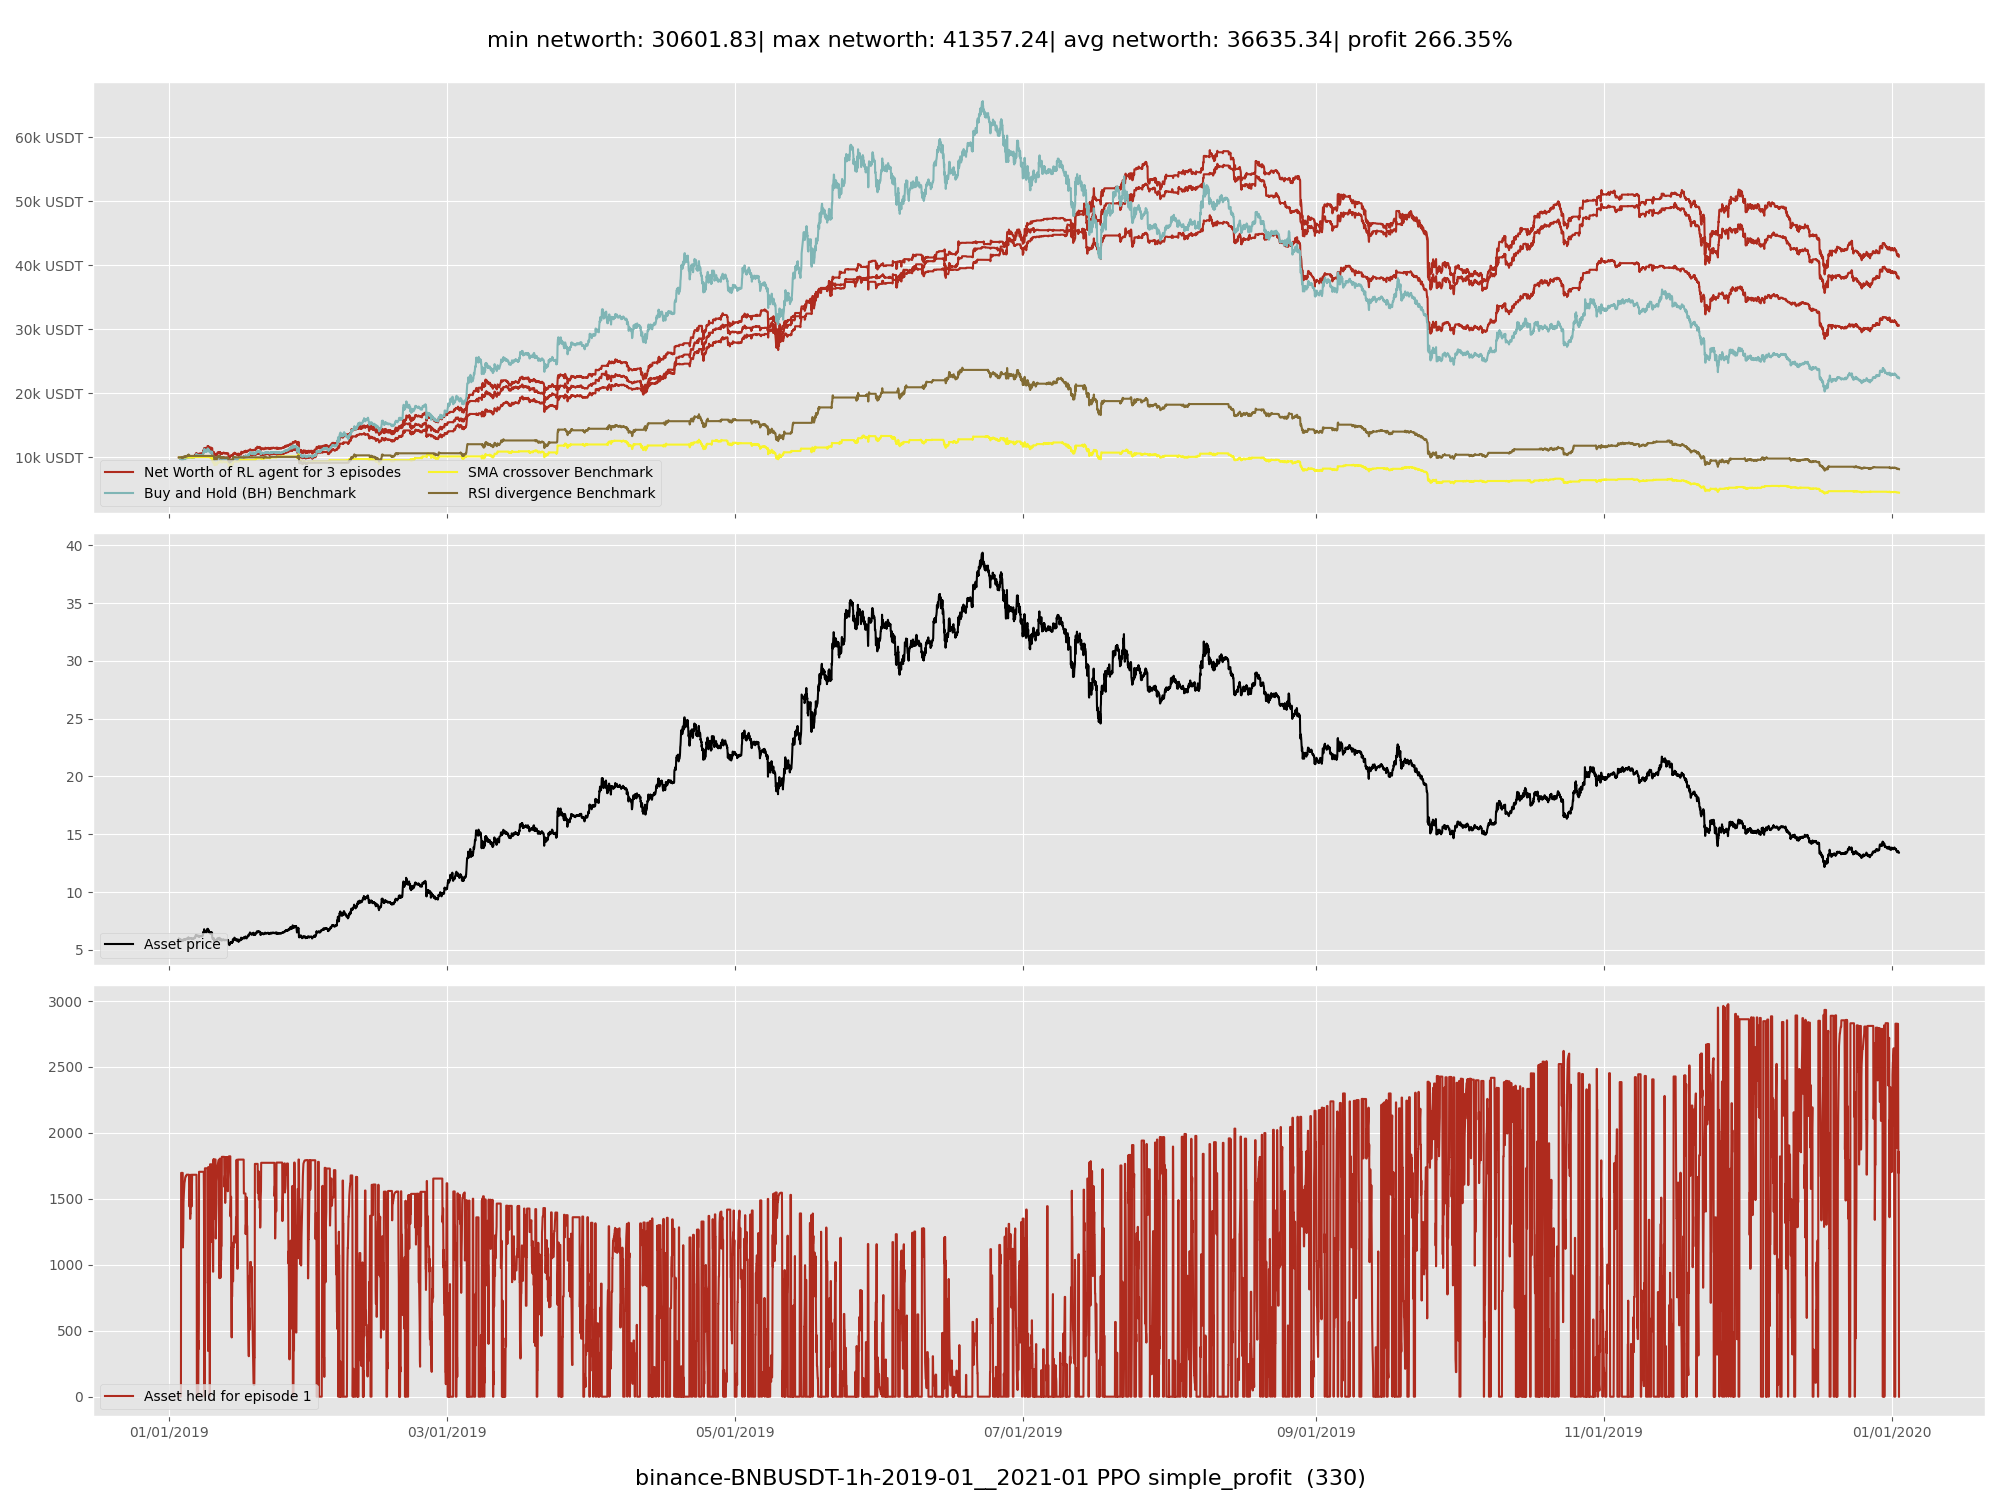 min networth: 30601.83| max networth: 41357.24| avg networth: 36635.34| profit 266.35%
60k USDT
50k USDT
40k USDT
30k USDT
20k USDT
10k USDT
Net Worth of RL agent for 3 episodes
Buy and Hold (BH) Benchmark
SMA crossover Benchmark
RSI divergence Benchmark
40
35
30
25
20
15
10
5
Asset price
3000
2500
2000
1500
1000
500
0
Asset held for episode 1
01/01/2019 03/01/2019 05/01/2019 07/01/2019 09/01/2019 11/01/2019 01/01/2020
binance-BNBUSDT-1h-2019-01__2021-01 PPO simple_profit (330)